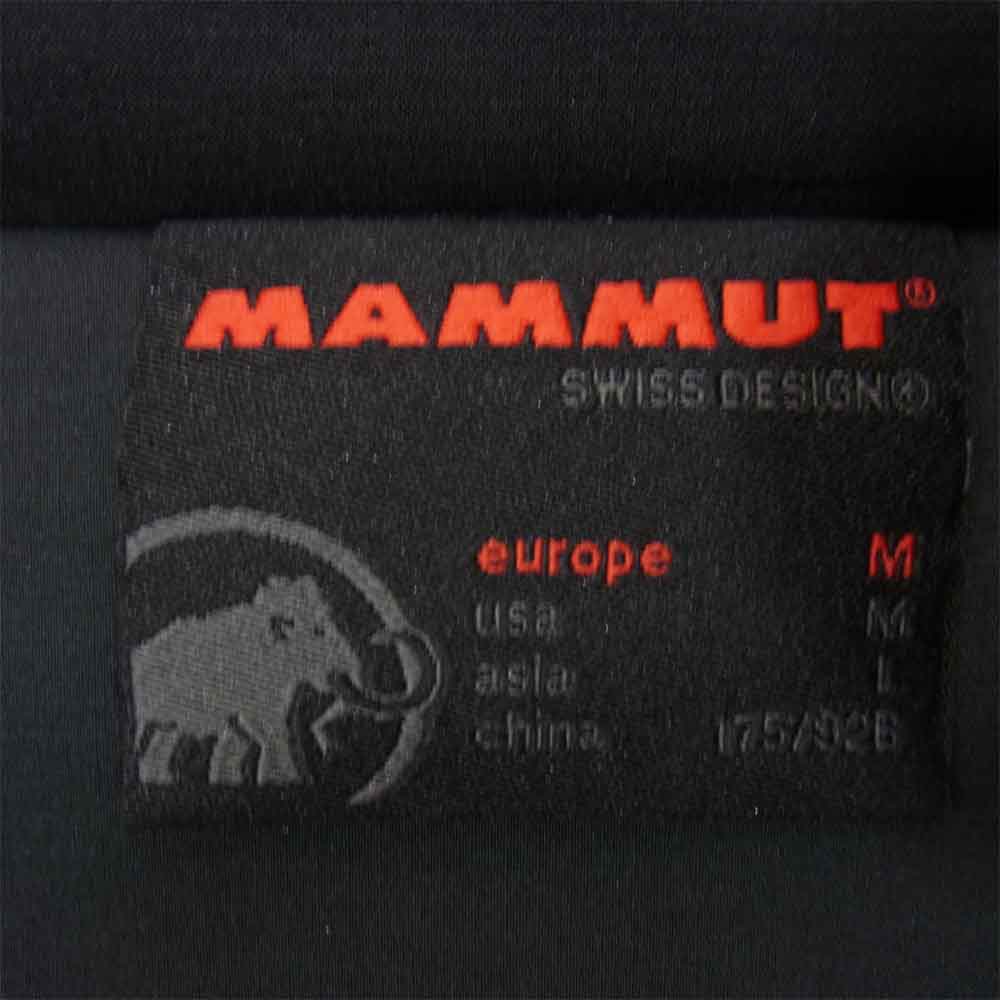 MAMMUT®
SWISS DESIGN⊕
europe M
usa M
asia L
china 175/92B